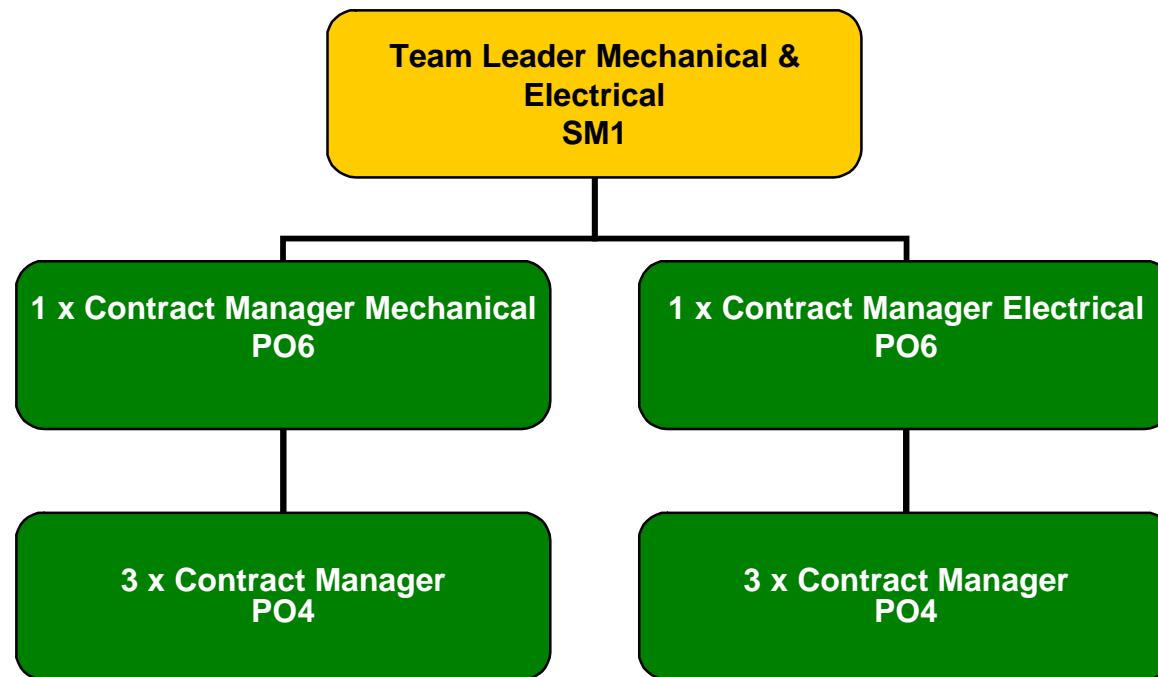 Team Leader Mechanical &
Electrical
SM1
1 x Contract Manager Mechanical
PO6
1 x Contract Manager Electrical
PO6
3 x Contract Manager
PO4
3 x Contract Manager
PO4